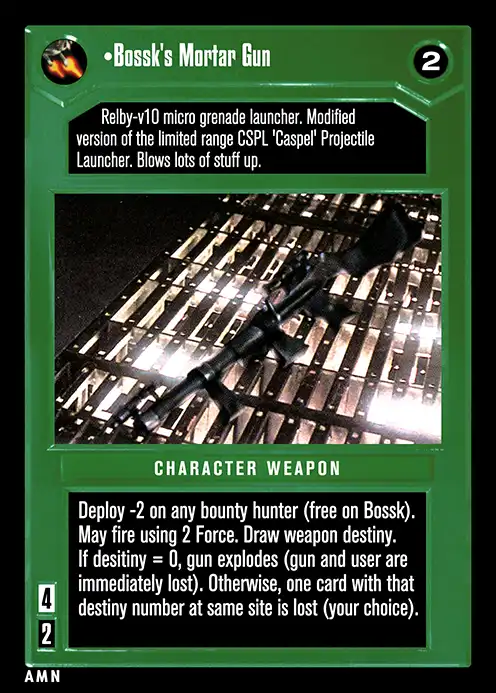 •Bossk's Mortar Gun
2
Relby-v10 micro grenade launcher. Modified
version of the limited range CSPL 'Caspel' Projectile
Launcher. Blows lots of stuff up.
CHARACTER WEAPON
Deploy -2 on any bounty hunter (free on Bossk).
May fire using 2 Force. Draw weapon destiny.
If desitiny = 0, gun explodes (gun and user are
immediately lost). Otherwise, one card with that
destiny number at same site is lost (your choice).
4
2
AMN